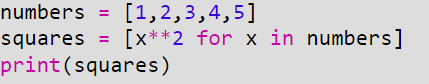 numbers = [1,2,3,4,5]
squares = [x**2 for x in numbers]
print(squares)